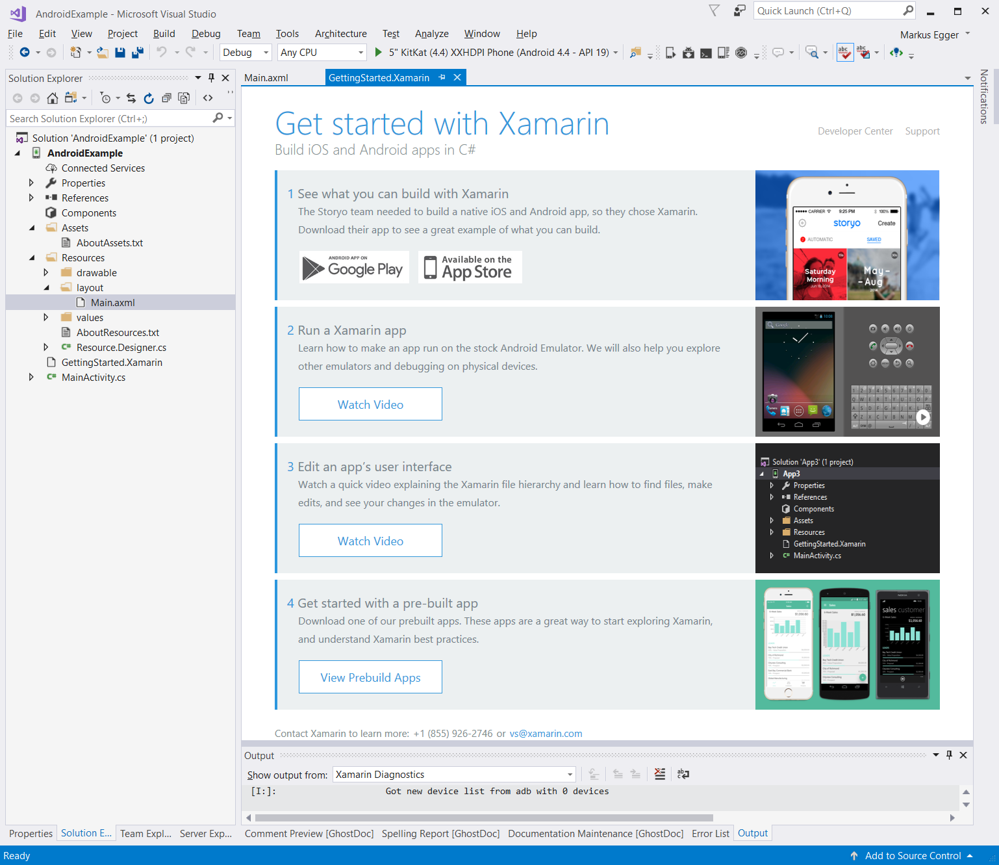 AndroidExample - Microsoft Visual Studio
Quick Launch (Ctrl+Q)
File Edit View Project Build Debug Team Tools Architecture Test Analyze Window Help
Markus Egger
Debug Any CPU 5" KitKat (4.4) XXHDPI Phone (Android 4.4 - API 19)
Solution Explorer
Search Solution Explorer (Ctrl+;)
Solution 'AndroidExample' (1 project)
AndroidExample
Connected Services
Properties
References
Components
Assets
AboutAssets.txt
Resources
drawable
layout
Main.axml
values
AboutResources.txt
Resource.Designer.cs
GettingStarted.Xamarin
MainActivity.cs
Main.axml GettingStarted.Xamarin
Notifications
Get started with Xamarin
Build iOS and Android apps in C#
Developer Center Support
1 See what you can build with Xamarin
The Storyo team needed to build a native iOS and Android app, so they chose Xamarin.
Download their app to see a great example of what you can build.
ANDROID APP ON
Google Play
Available on the
App Store
CARRIER 9:25 PM 100%
storyo Create
AUTOMATIC SAVED
Saturday
Morning
Jun 18, 2014
May -
- Aug
2014
2 Run a Xamarin app
Learn how to make an app run on the stock Android Emulator. We will also help you explore
other emulators and debugging on physical devices.
Watch Video
3 Edit an app's user interface
Watch a quick video explaining the Xamarin file hierarchy and learn how to find files, make
edits, and see your changes in the emulator.
Watch Video
Solution 'App3' (1 project)
App3
Properties
References
Components
Assets
Resources
GettingStarted.Xamarin
MainActivity.cs
4 Get started with a pre-built app
Download one of our prebuilt apps. These apps are a great way to start exploring Xamarin,
and understand Xamarin best practices.
View Prebuild Apps
sales customer
Contact Xamarin to learn more: +1 (855) 926-2746 or vs@xamarin.com
Output
Show output from: Xamarin Diagnostics
[I:]: Got new device list from adb with 0 devices
Properties Solution E... Team Expl... Server Exp...
Comment Preview [GhostDoc] Spelling Report [GhostDoc] Documentation Maintenance [GhostDoc] Error List Output
Ready
Add to Source Control